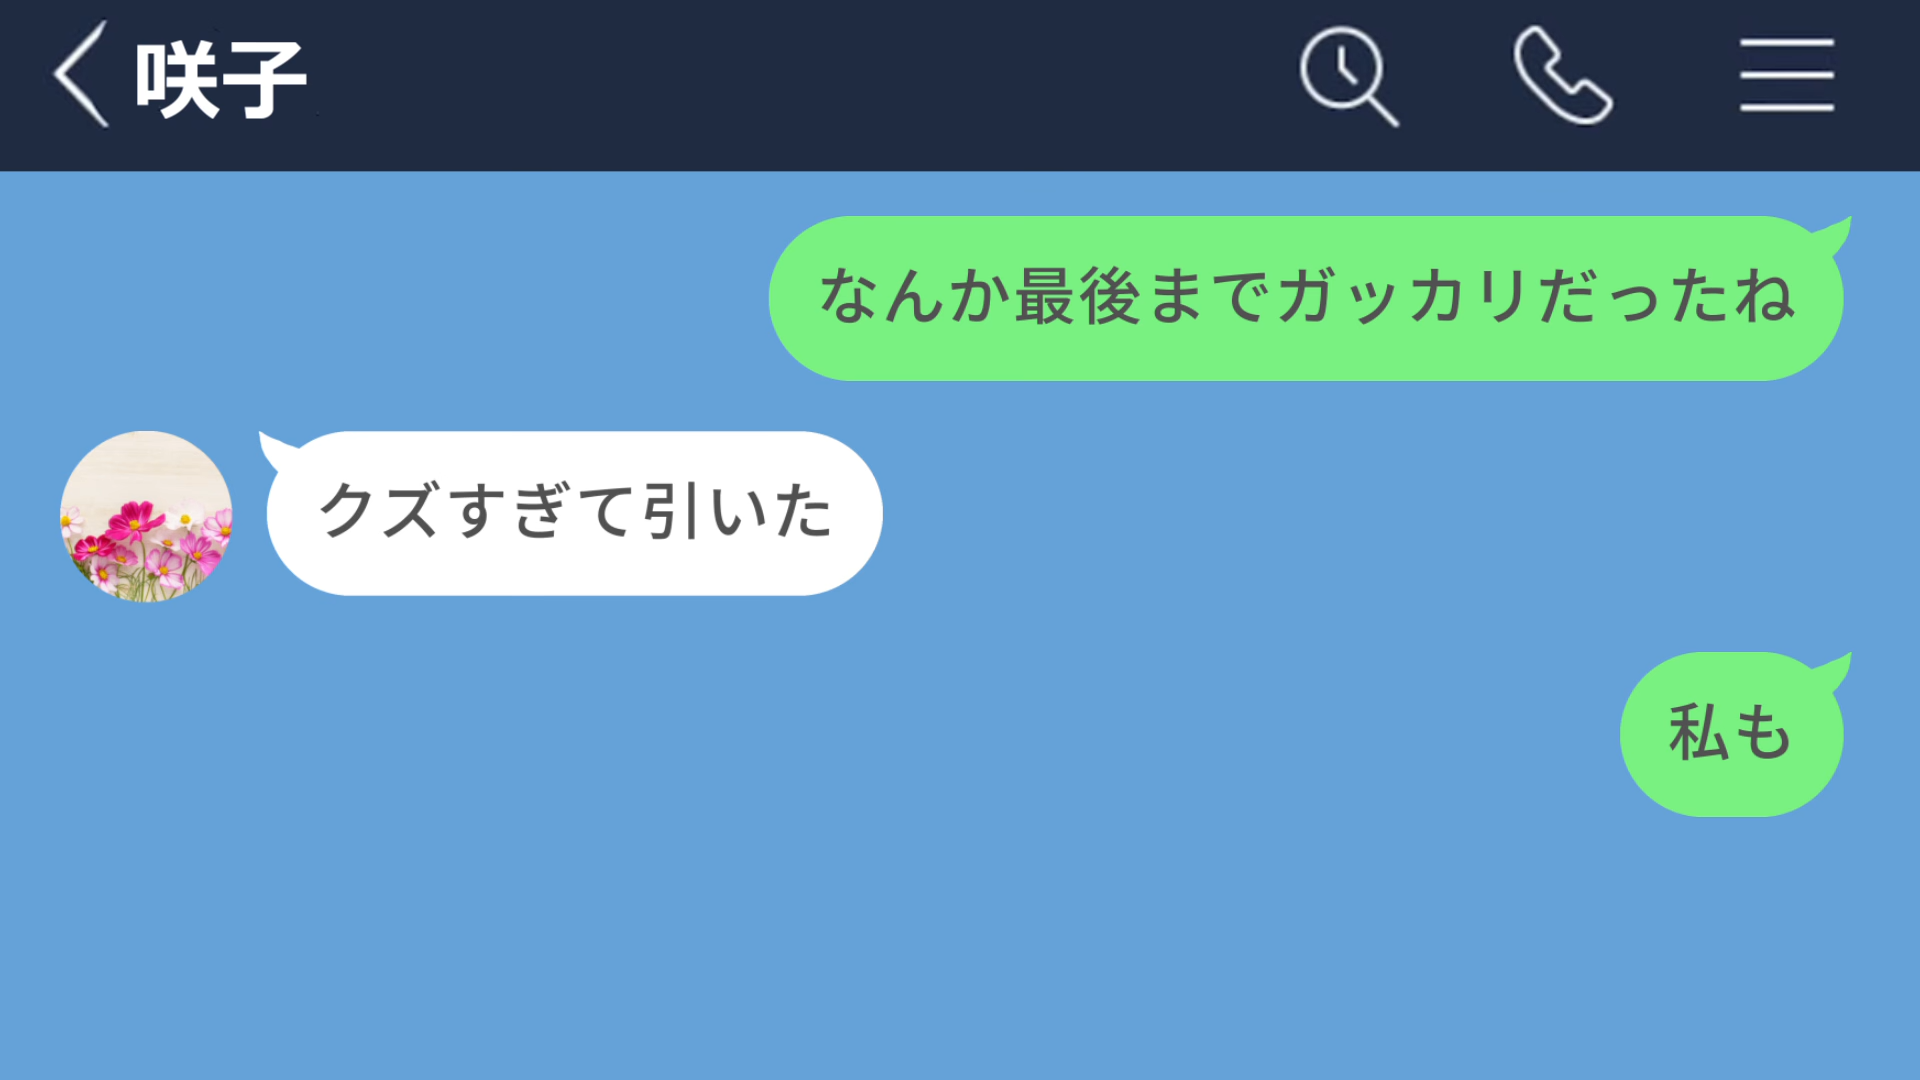 咲子
なんか最後までガッカリだったね
クズすぎて引いた
私も